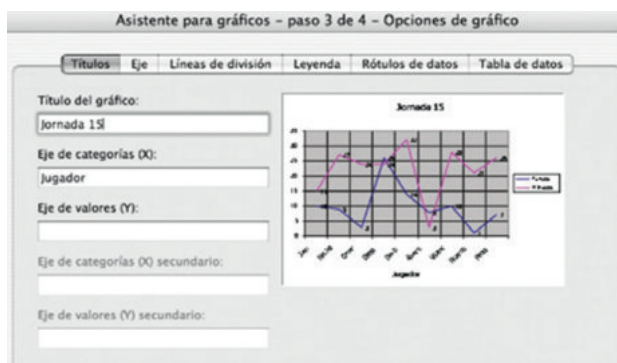 Asistente para gráficos – paso 3 de 4 – Opciones de gráfico
Títulos Eje Líneas de división Leyenda Rótulos de datos Tabla de datos
Título del gráfico:
Jornada 15
Eje de categorías (X):
Jugador
Eje de valores (Y):
Eje de categorías (X) secundario:
Eje de valores (Y) secundario:
Jornada 15
Jugador